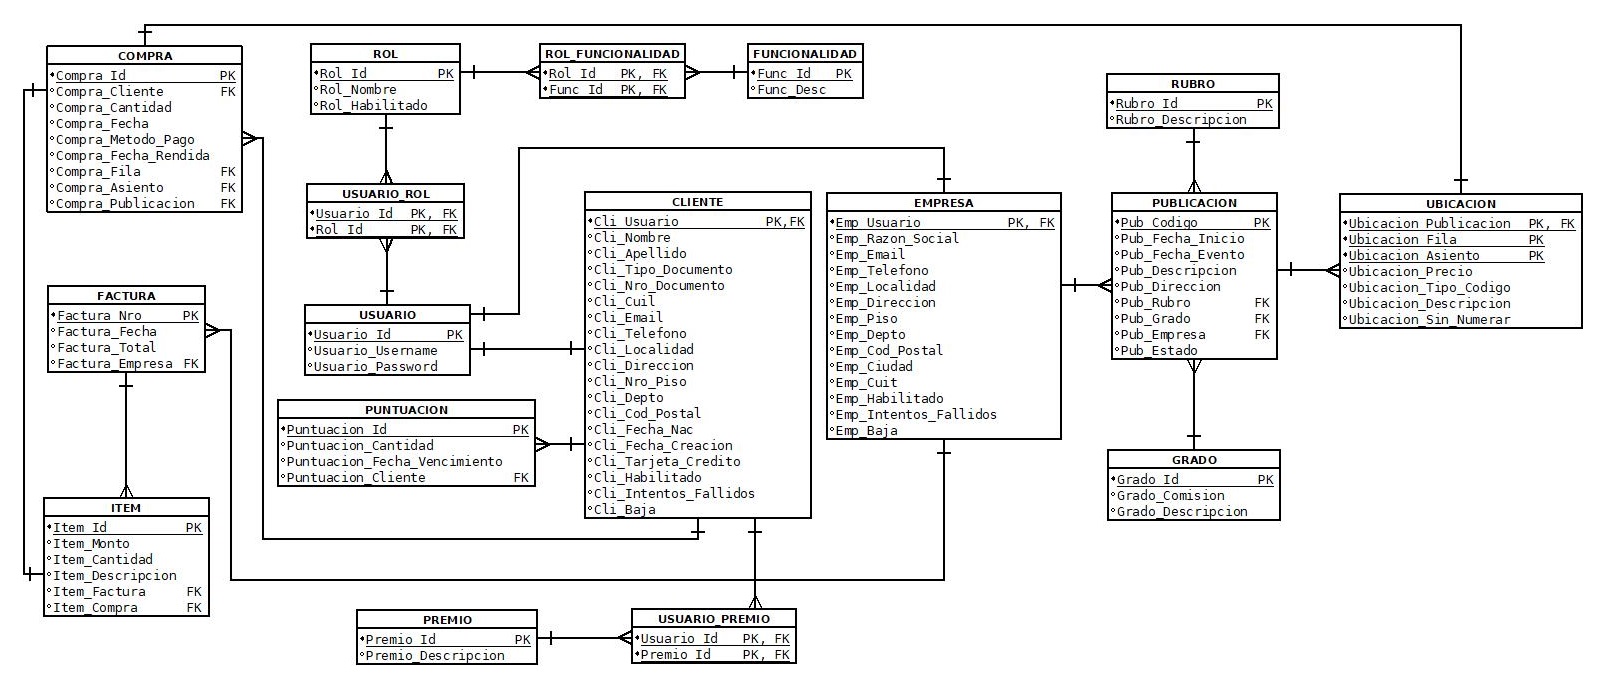 COMPRA
Compra_Id PK
Compra_Cliente FK
Compra_Cantidad
Compra_Fecha
Compra_Metodo_Pago
Compra_Fecha_Rendida
Compra_Fila FK
Compra_Asiento FK
Compra_Publicacion FK
ROL
Rol_Id PK
Rol_Nombre
Rol_Habilitado
ROL_FUNCIONALIDAD
Rol_Id PK, FK
Func_Id PK, FK
FUNCIONALIDAD
Func_Id PK
Func_Desc
RUBRO
Rubro_Id PK
Rubro_Descripcion
USUARIO_ROL
Usuario_Id PK, FK
Rol_Id PK, FK
CLIENTE
Cli_Usuario PK,FK
Cli_Nombre
Cli_Apellido
Cli_Tipo_Documento
Cli_Nro_Documento
Cli_Cuil
Cli_Email
Cli_Telefono
Cli_Localidad
Cli_Direccion
Cli_Nro_Piso
Cli_Depto
Cli_Cod_Postal
Cli_Fecha_Nac
Cli_Fecha_Creacion
Cli_Tarjeta_Credito
Cli_Habilitado
Cli_Intentos_Fallidos
Cli_Baja
EMPRESA
Emp_Usuario PK, FK
Emp_Razon_Social
Emp_Email
Emp_Telefono
Emp_Localidad
Emp_Direccion
Emp_Piso
Emp_Depto
Emp_Cod_Postal
Emp_Ciudad
Emp_Cuit
Emp_Habilitado
Emp_Intentos_Fallidos
Emp_Baja
PUBLICACION
Pub_Codigo PK
Pub_Fecha_Inicio
Pub_Fecha_Evento
Pub_Descripcion
Pub_Direccion
Pub_Rubro FK
Pub_Grado FK
Pub_Empresa FK
Pub_Estado
UBICACION
Ubicacion_Publicacion PK, FK
Ubicacion_Fila PK
Ubicacion_Asiento PK
Ubicacion_Precio
Ubicacion_Tipo_Codigo
Ubicacion_Descripcion
Ubicacion_Sin_Numerar
FACTURA
Factura_Nro PK
Factura_Fecha
Factura_Total
Factura_Empresa FK
USUARIO
Usuario_Id PK
Usuario_Username
Usuario_Password
PUNTUACION
Puntuacion_Id PK
Puntuacion_Cantidad
Puntuacion_Fecha_Vencimiento
Puntuacion_Cliente FK
GRADO
Grado_Id PK
Grado_Comision
Grado_Descripcion
ITEM
Item_Id PK
Item_Monto
Item_Cantidad
Item_Descripcion
Item_Factura FK
Item_Compra FK
PREMIO
Premio_Id PK
Premio_Descripcion
USUARIO_PREMIO
Usuario_Id PK, FK
Premio_Id PK, FK